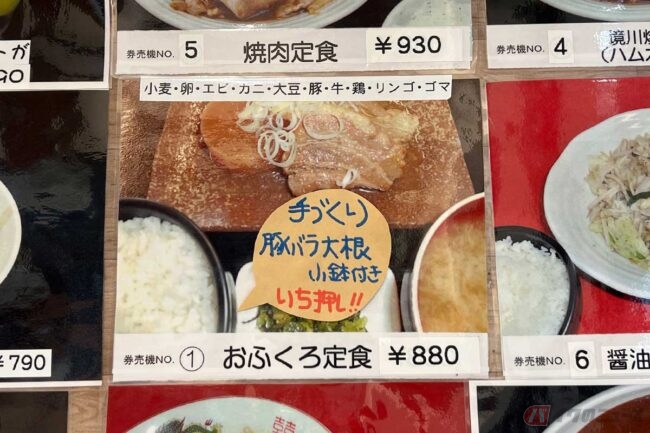 券売機NO. 5 焼肉定食 ¥930
券売機NO. 4
小麦・卵・エビ・カニ・大豆・豚・牛・鶏・リンゴ・ゴマ
手づくり
豚バラ大根
小鉢付き
いち押し!!
¥790
券売機NO. ① おふくろ定食 ¥880
券売機NO. 6 醤油